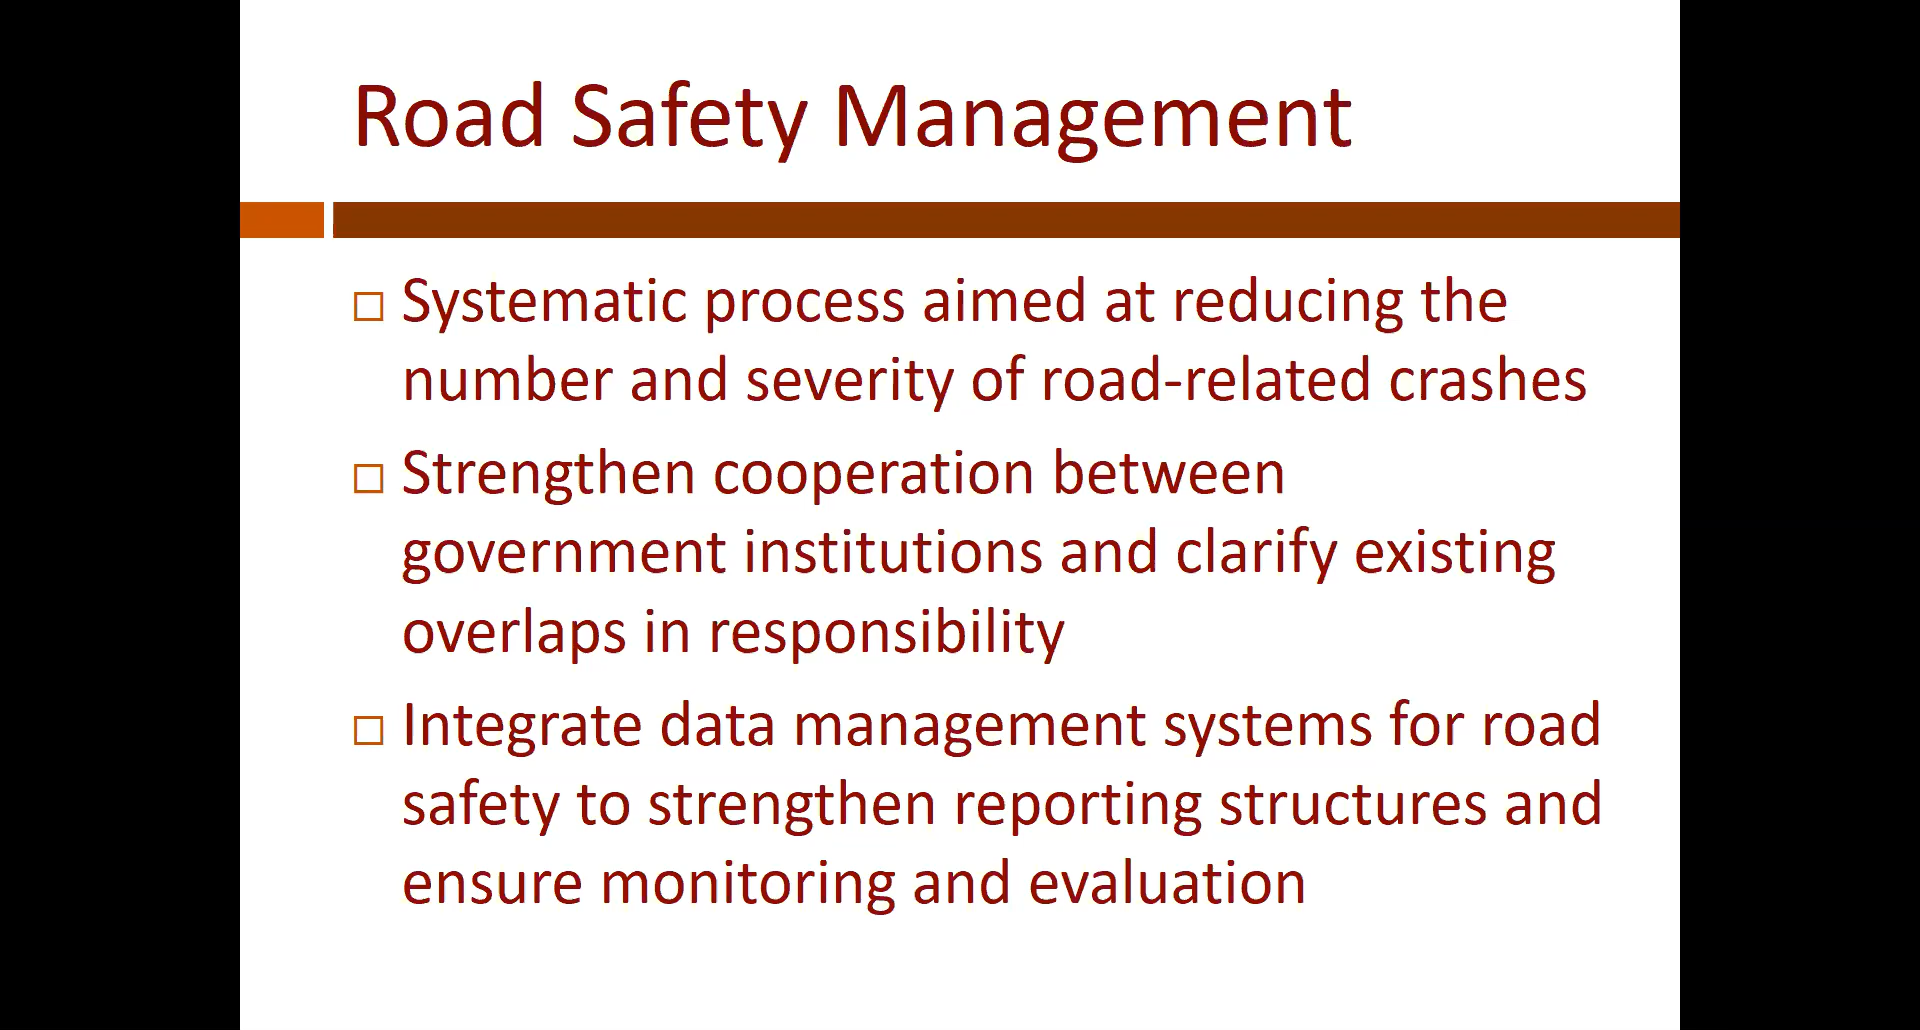 Road Safety Management
Systematic process aimed at reducing the
number and severity of road-related crashes
Strengthen cooperation between
government institutions and clarify existing
overlaps in responsibility
Integrate data management systems for road
safety to strengthen reporting structures and
ensure monitoring and evaluation